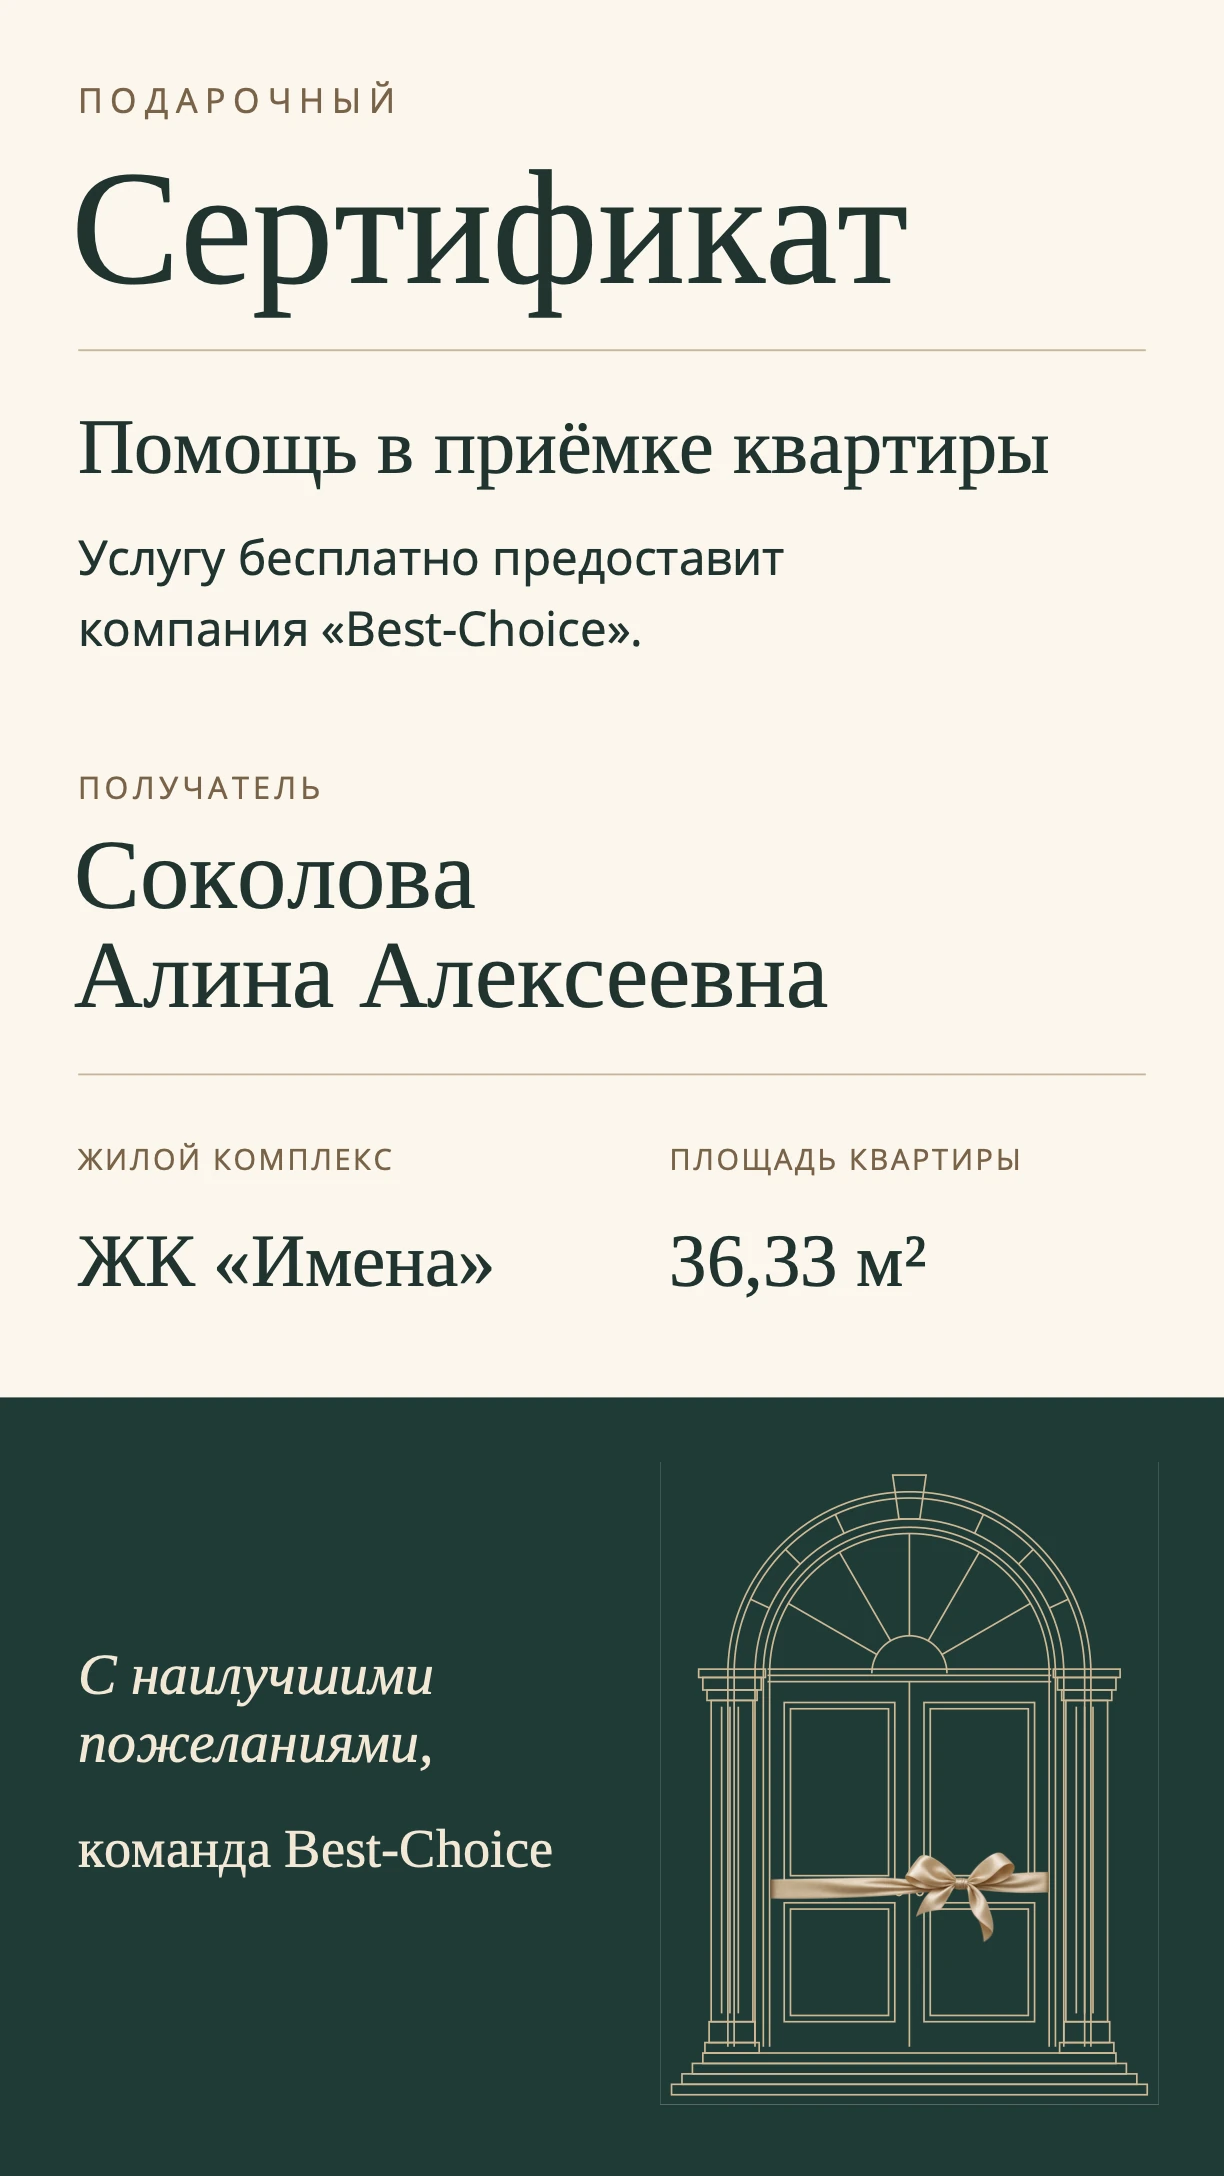 ПОДАРОЧНЫЙ
Сертификат
Помощь в приёмке квартиры
Услугу бесплатно предоставит
компания «Best-Choice».
ПОЛУЧАТЕЛЬ
Соколова
Алина Алексеевна
ЖИЛОЙ КОМПЛЕКС
ЖК «Имена»
ПЛОЩАДЬ КВАРТИРЫ
36,33 м²
С наилучшими
пожеланиями,
команда Best-Choice